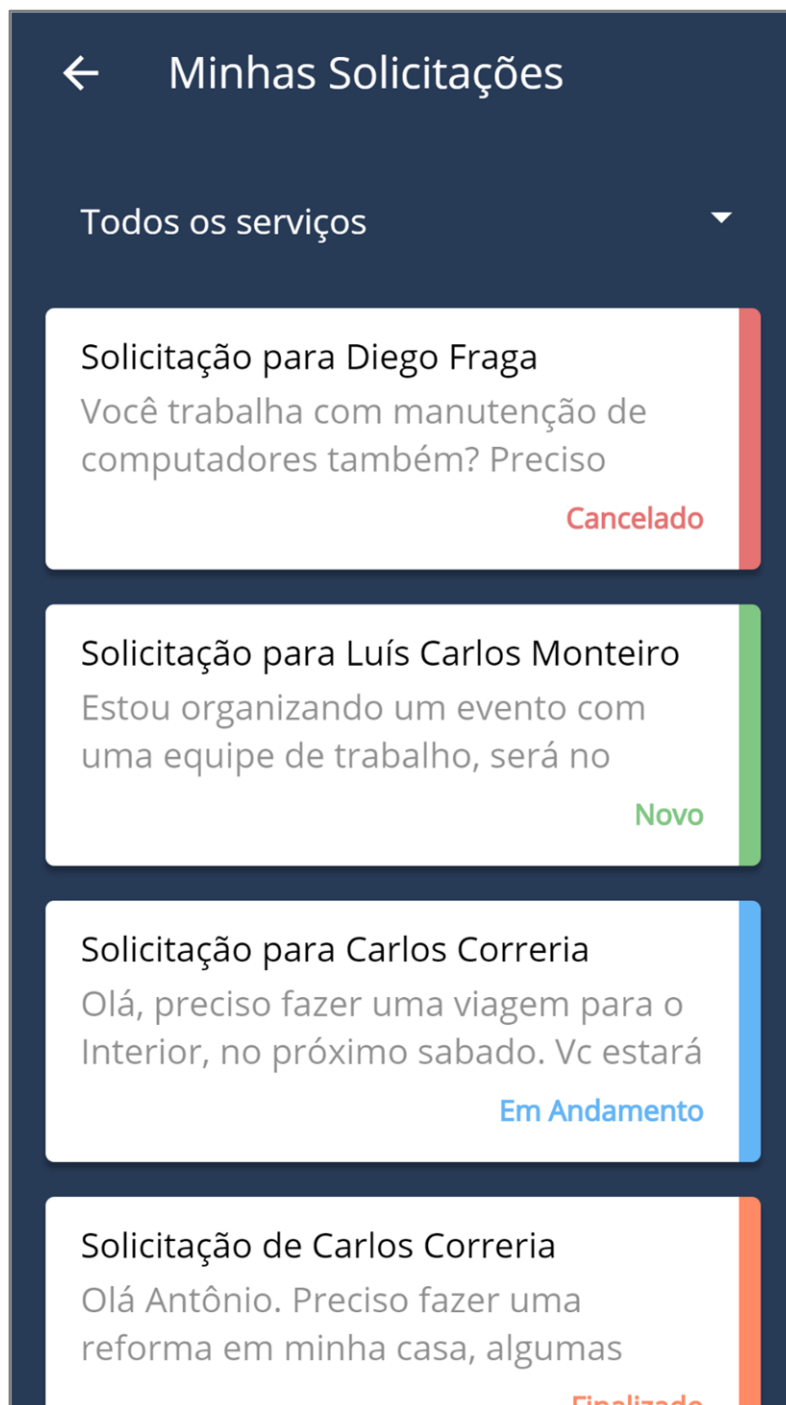 Minhas Solicitações
Todos os serviços
Solicitação para Diego Fraga
Você trabalha com manutenção de
computadores também? Preciso
Cancelado
Solicitação para Luís Carlos Monteiro
Estou organizando um evento com
uma equipe de trabalho, será no
Novo
Solicitação para Carlos Correria
Olá, preciso fazer uma viagem para o
Interior, no próximo sabado. Vc estará
Em Andamento
Solicitação de Carlos Correria
Olá Antônio. Preciso fazer uma
reforma em minha casa, algumas
Finalizado